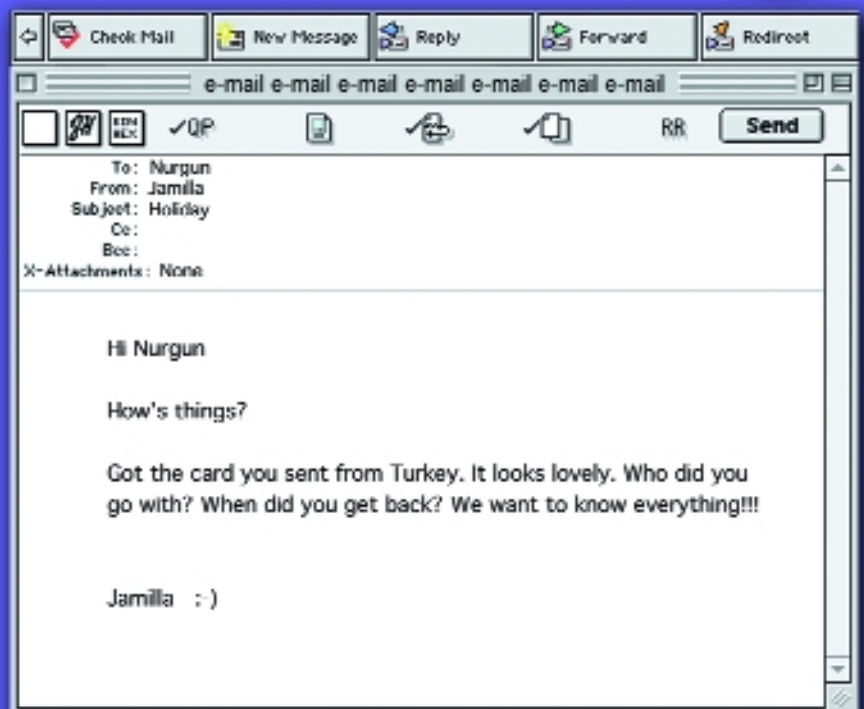 Check Mail New Message Reply Forward Redirect
e-mail e-mail e-mail e-mail e-mail e-mail e-mail
QP RR Send
To: Nurgun
From: Jamilla
Subject: Holiday
Cc:
Bcc:
X-Attachments: None
Hi Nurgun
How's things?
Got the card you sent from Turkey. It looks lovely. Who did you
go with? When did you get back? We want to know everything!!!
Jamilla :-)